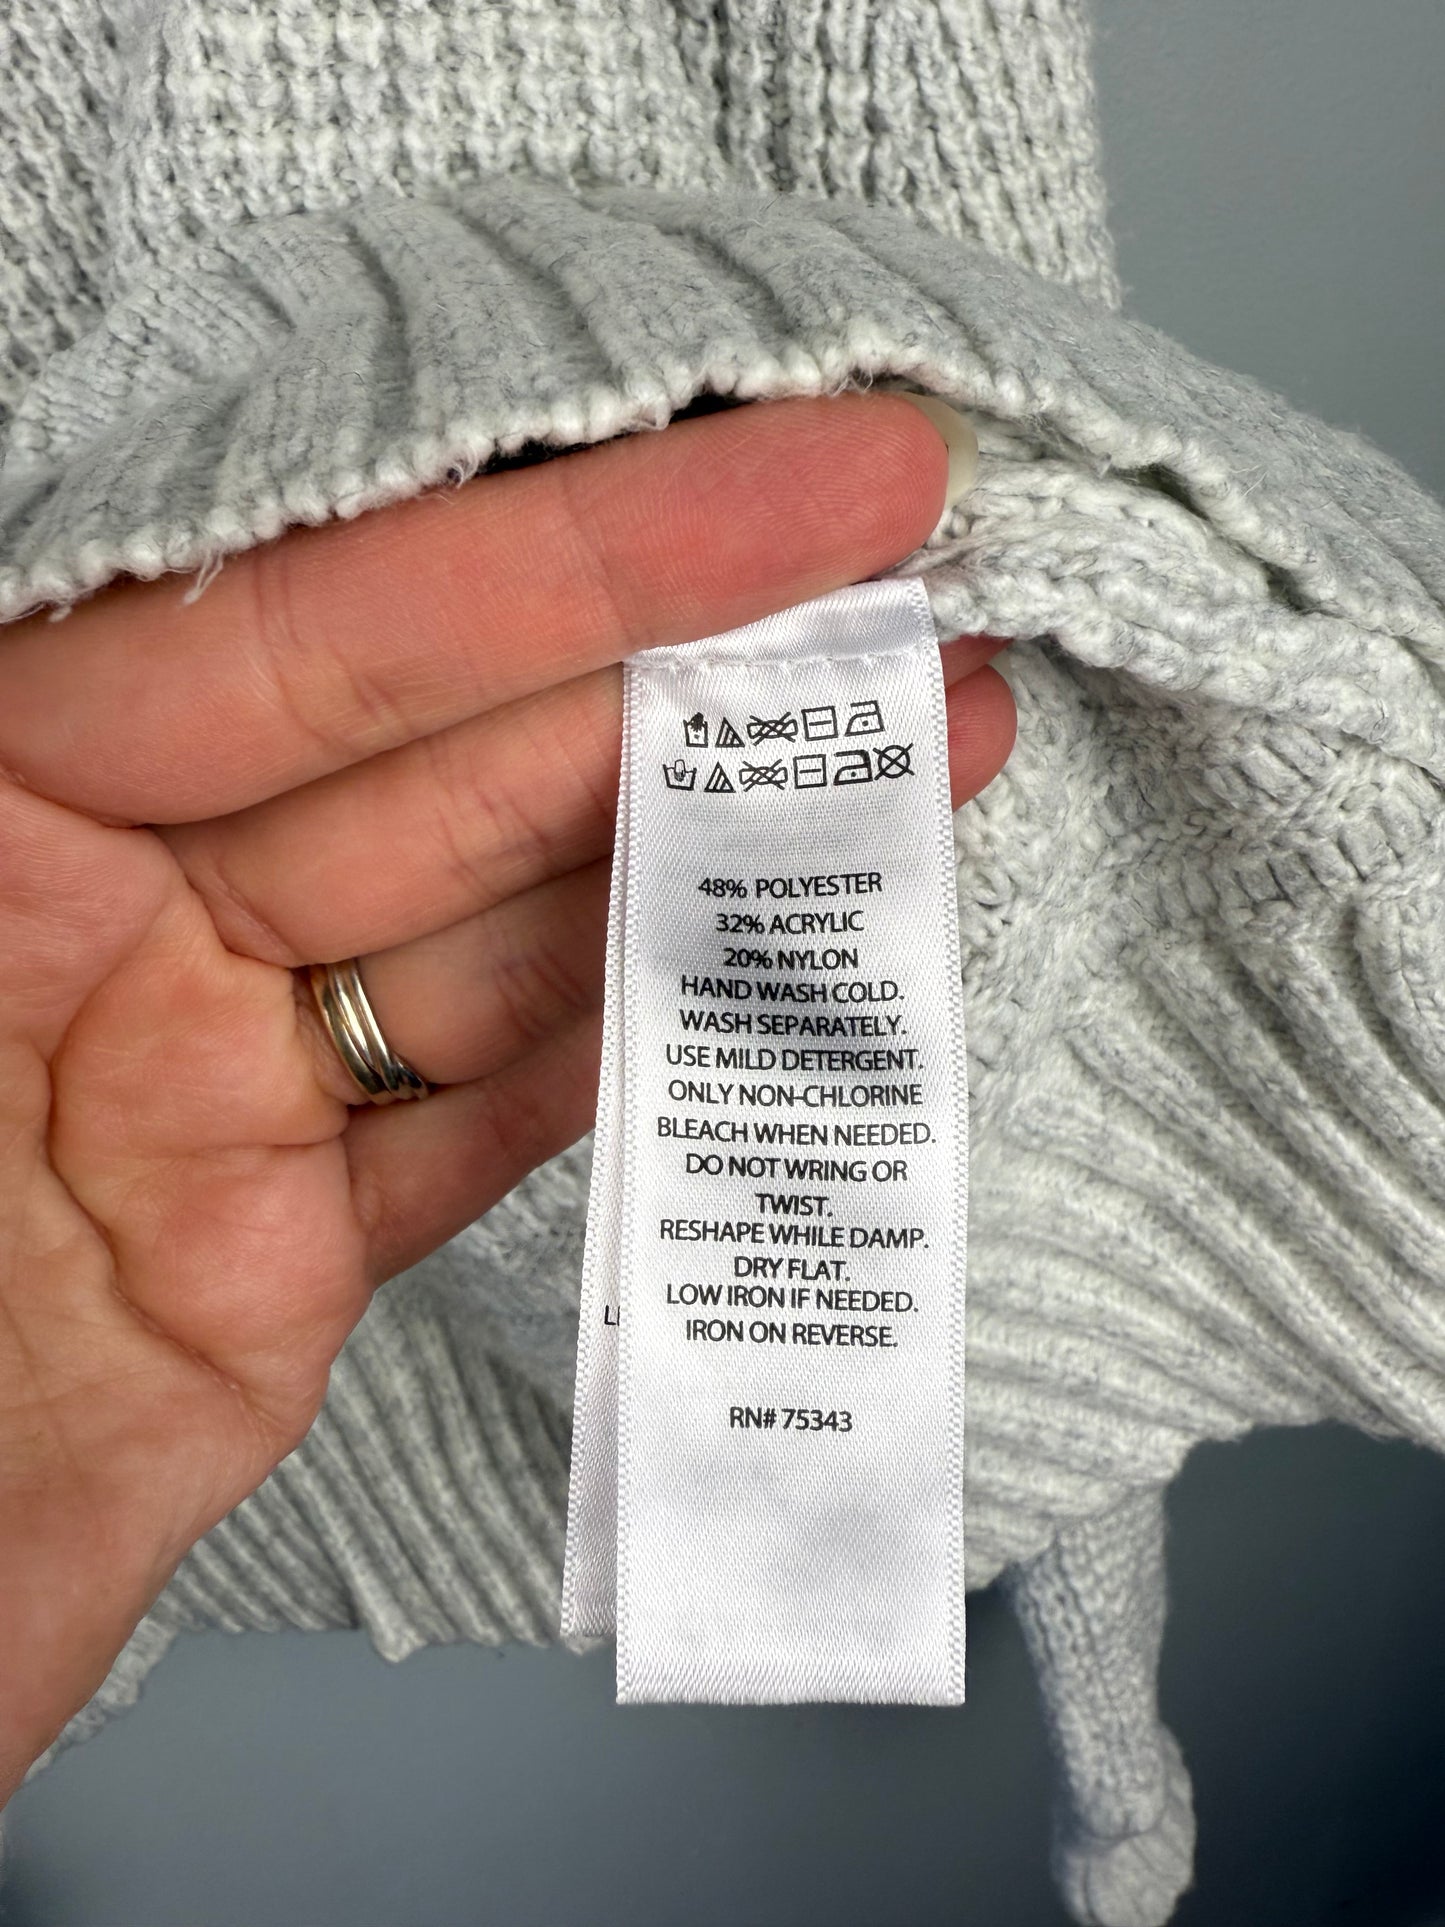 48% POLYESTER
32% ACRYLIC
20% NYLON
HAND WASH COLD.
WASH SEPARATELY.
USE MILD DETERGENT.
ONLY NON-CHLORINE
BLEACH WHEN NEEDED.
DO NOT WRING OR
TWIST.
RESHAPE WHILE DAMP.
DRY FLAT.
LOW IRON IF NEEDED.
IRON ON REVERSE.
RN# 75343